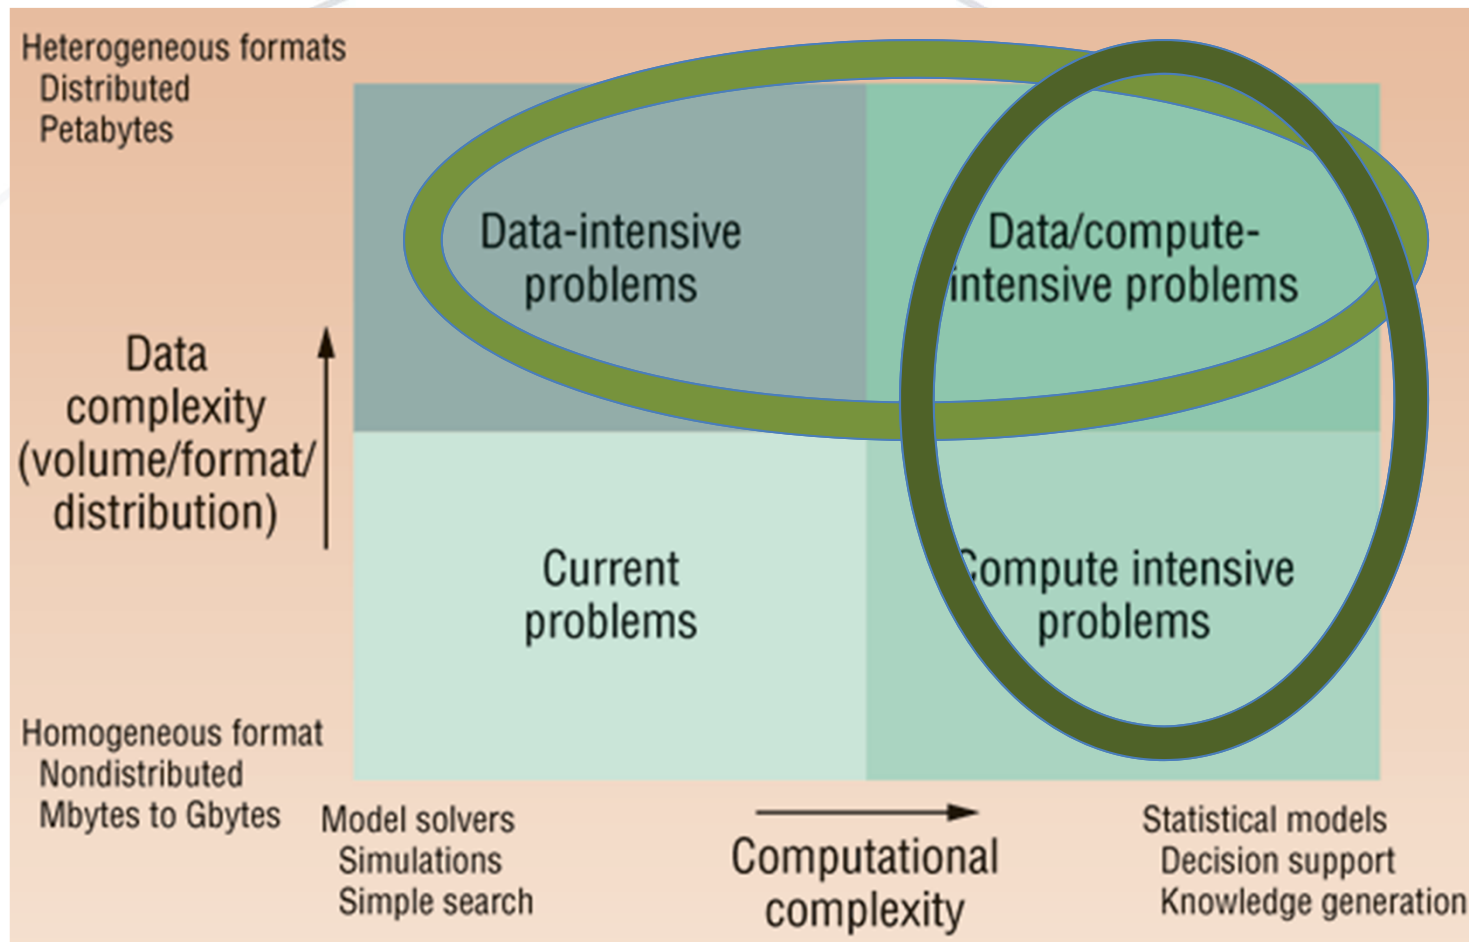 Heterogeneous formats
Distributed
Petabytes
Data-intensive
problems
Data/compute-
intensive problems
Data
complexity
(volume/format/
distribution)
Current
problems
Compute intensive
problems
Homogeneous format
Nondistributed
Mbytes to Gbytes
Model solvers
Simulations
Simple search
Computational
complexity
Statistical models
Decision support
Knowledge generation